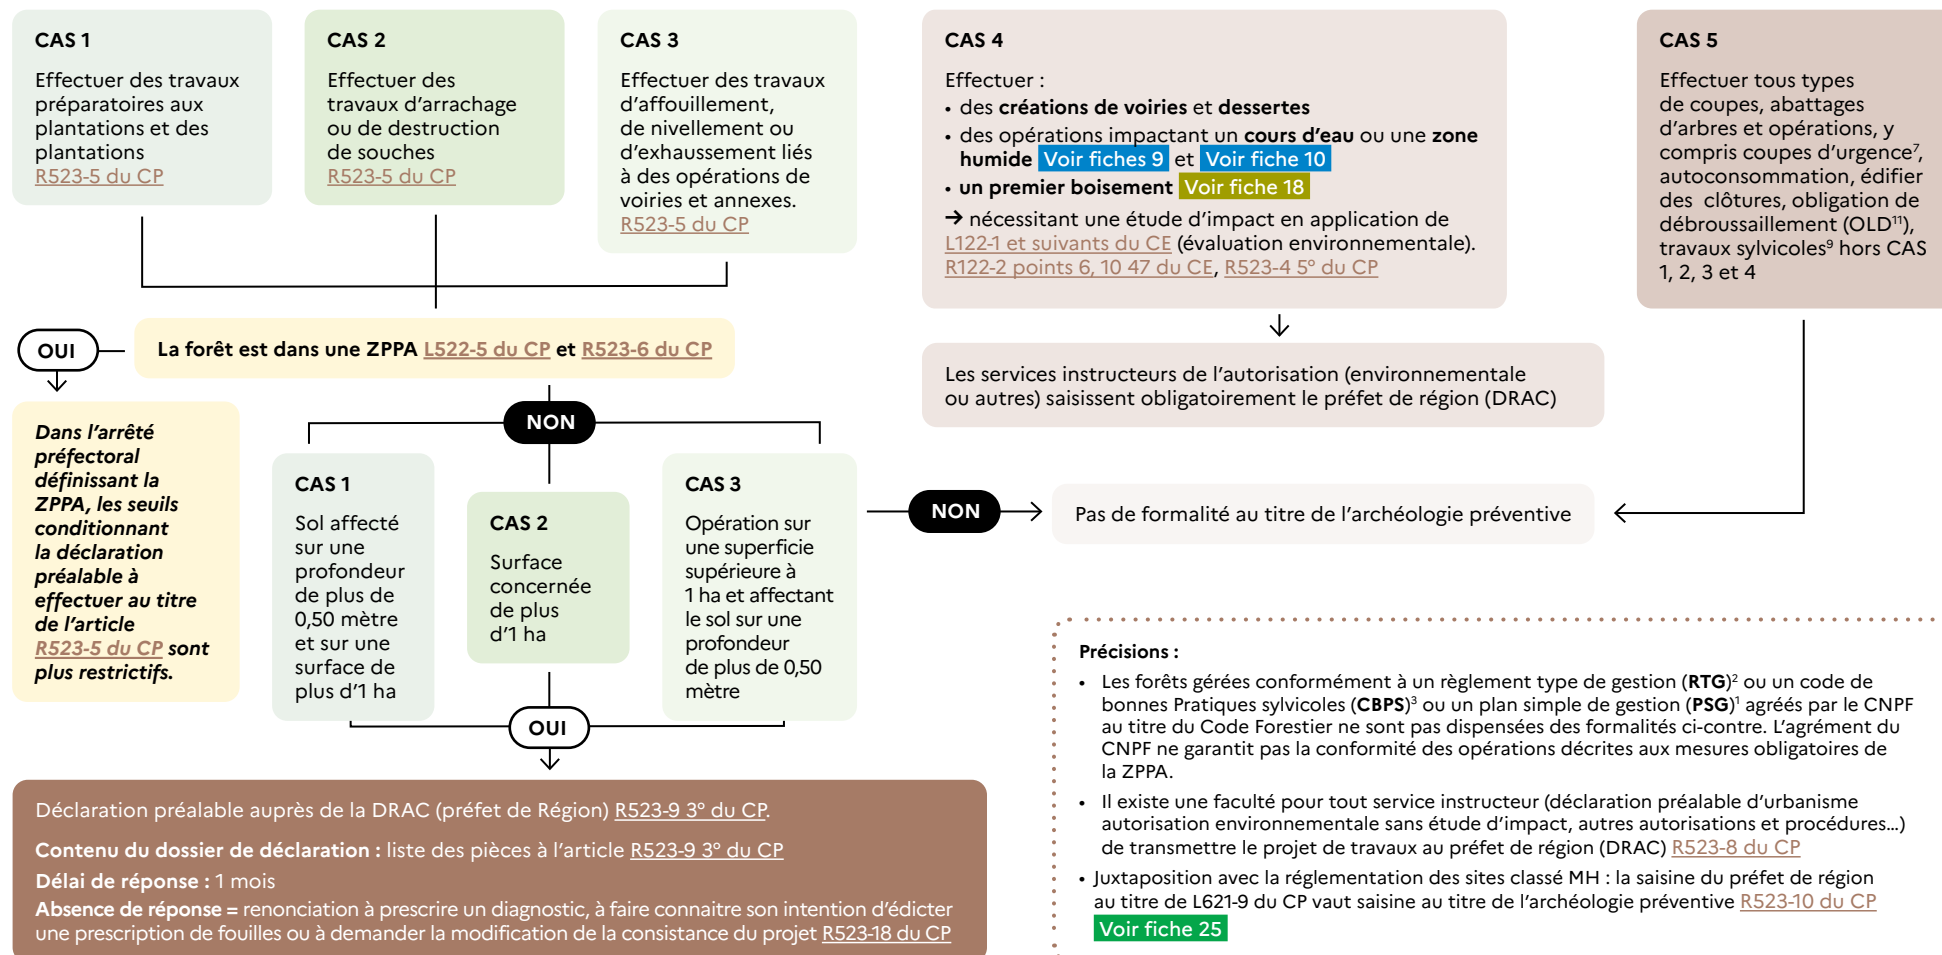 CAS 1
Effectuer des travaux
préparatoires aux
plantations et des
plantations
R523-5 du CP
CAS 2
Effectuer des
travaux d'arrachage
ou de destruction
de souches
R523-5 du CP
CAS 3
Effectuer des travaux
d'affouillement,
de nivellement ou
d'exhaussement liés
à des opérations de
voiries et annexes.
R523-5 du CP
CAS 4
Effectuer :
• des créations de voiries et dessertes
• des opérations impactant un cours d'eau ou une zone
humide Voir fiches 9 et Voir fiche 10
• un premier boisement Voir fiche 18
→ nécessitant une étude d'impact en application de
L122-1 et suivants du CE (évaluation environnementale).
R122-2 points 6, 10 47 du CE, R523-4 5° du CP
CAS 5
Effectuer tous types
de coupes, abattages
d'arbres et opérations, y
compris coupes d'urgence⁷,
autoconsommation, édifier
des clôtures, obligation de
débroussaillement (OLD¹¹),
travaux sylvicoles⁹ hors CAS
1, 2, 3 et 4
OUI
La forêt est dans une ZPPA L522-5 du CP et R523-6 du CP
Les services instructeurs de l'autorisation (environnementale
ou autres) saisissent obligatoirement le préfet de région (DRAC)
Dans l'arrêté
préfectoral
définissant la
ZPPA, les seuils
conditionnant
la déclaration
préalable à
effectuer au titre
de l'article
R523-5 du CP sont
plus restrictifs.
NON
CAS 1
Sol affecté
sur une
profondeur
de plus de
0,50 mètre
et sur une
surface de
plus d'1 ha
CAS 2
Surface
concernée
de plus
d'1 ha
CAS 3
Opération sur
une superficie
supérieure à
1 ha et affectant
le sol sur une
profondeur
de plus de 0,50
mètre
NON
Pas de formalité au titre de l'archéologie préventive
OUI
Déclaration préalable auprès de la DRAC (préfet de Région) R523-9 3° du CP.
Contenu du dossier de déclaration : liste des pièces à l'article R523-9 3° du CP
Délai de réponse : 1 mois
Absence de réponse = renonciation à prescrire un diagnostic, à faire connaitre son intention d'édicter
une prescription de fouilles ou à demander la modification de la consistance du projet R523-18 du CP
Précisions :
• Les forêts gérées conformément à un règlement type de gestion (RTG)² ou un code de
bonnes Pratiques sylvicoles (CBPS)³ ou un plan simple de gestion (PSG)¹ agréés par le CNPF
au titre du Code Forestier ne sont pas dispensées des formalités ci-contre. L'agrément du
CNPF ne garantit pas la conformité des opérations décrites aux mesures obligatoires de
la ZPPA.
• Il existe une faculté pour tout service instructeur (déclaration préalable d'urbanisme
autorisation environnementale sans étude d'impact, autres autorisations et procédures...)
de transmettre le projet de travaux au préfet de région (DRAC) R523-8 du CP
• Juxtaposition avec la réglementation des sites classé MH : la saisine du préfet de région
au titre de L621-9 du CP vaut saisine au titre de l'archéologie préventive R523-10 du CP
Voir fiche 25